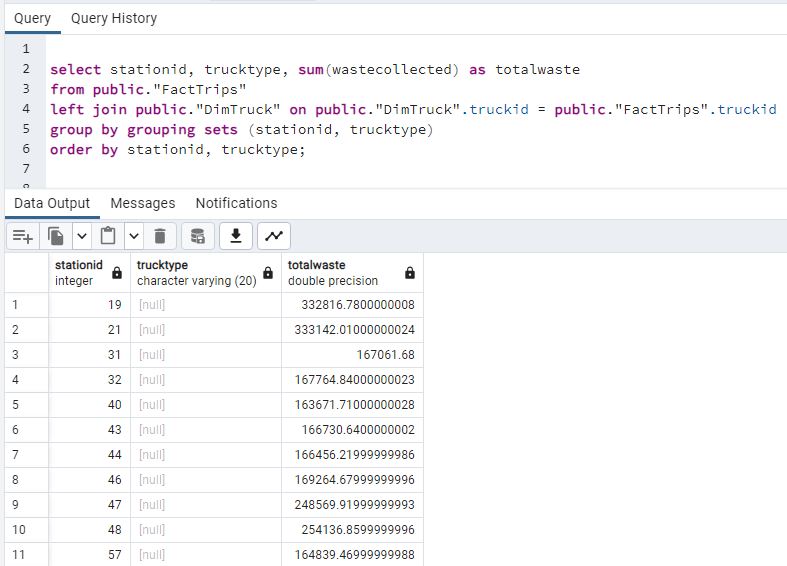 Query Query History
1
2 select stationid, trucktype, sum(wastecollected) as totalwaste
3 from public."FactTrips"
4 left join public."DimTruck" on public."DimTruck".truckid = public."FactTrips".truckid
5 group by grouping sets (stationid, trucktype)
6 order by stationid, trucktype;
7
8
Data Output Messages Notifications
stationid trucktype totalwaste
integer character varying (20) double precision
1 19 [null] 332816.7800000008
2 21 [null] 333142.01000000024
3 31 [null] 167061.68
4 32 [null] 167764.84000000023
5 40 [null] 163671.71000000028
6 43 [null] 166730.6400000002
7 44 [null] 166456.21999999986
8 46 [null] 169264.67999999996
9 47 [null] 248569.91999999993
10 48 [null] 254136.8599999996
11 57 [null] 164839.46999999988